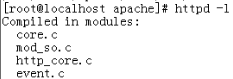 [root@localhost apache]# httpd -l
Compiled in modules:
  core.c
  mod_so.c
  http_core.c
  event.c